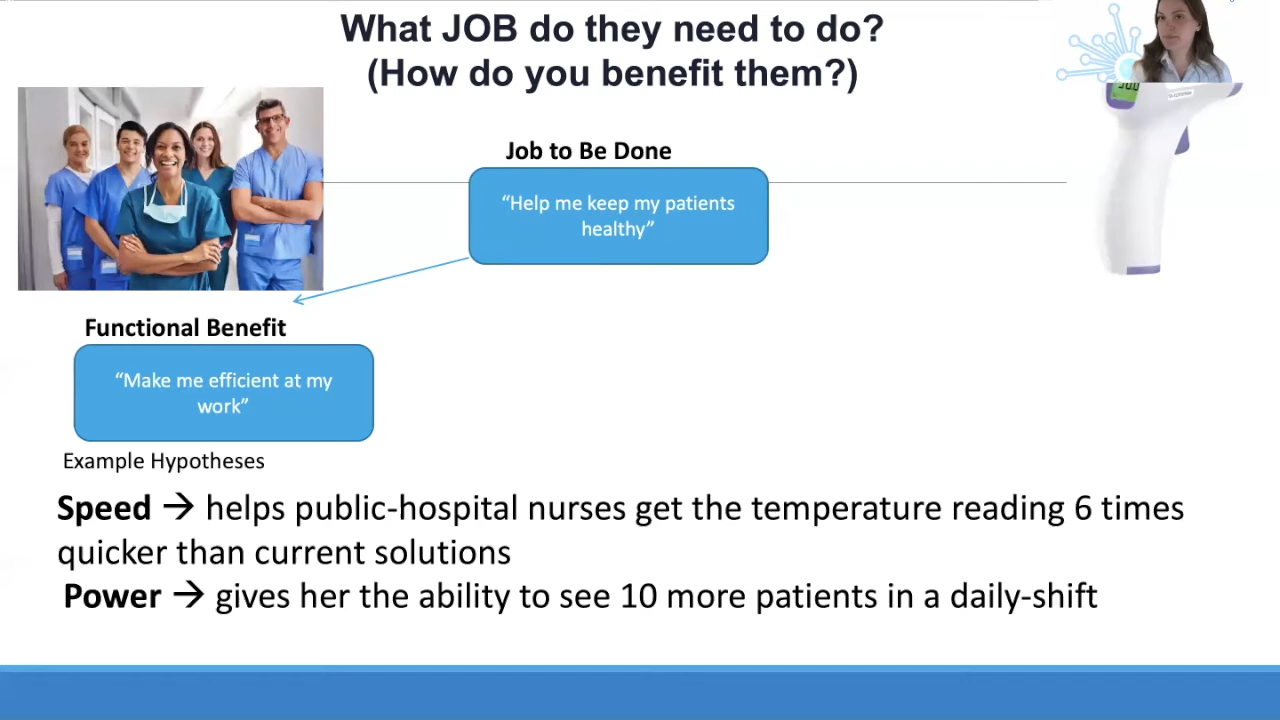 What JOB do they need to do?
(How do you benefit them?)
Job to Be Done
“Help me keep my patients
healthy”
Functional Benefit
“Make me efficient at my
work”
Example Hypotheses
Speed → helps public-hospital nurses get the temperature reading 6 times
quicker than current solutions
Power → gives her the ability to see 10 more patients in a daily-shift